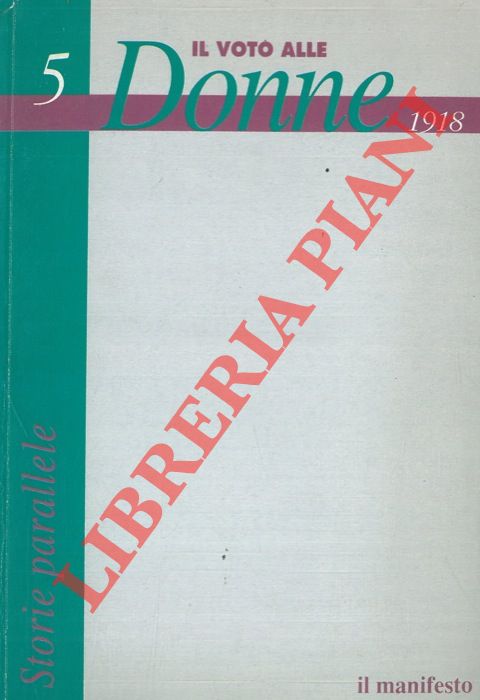 IL VOTO ALLE
5 Donne 1918
LIBRERIA PIANI
Storie parallele
il manifesto